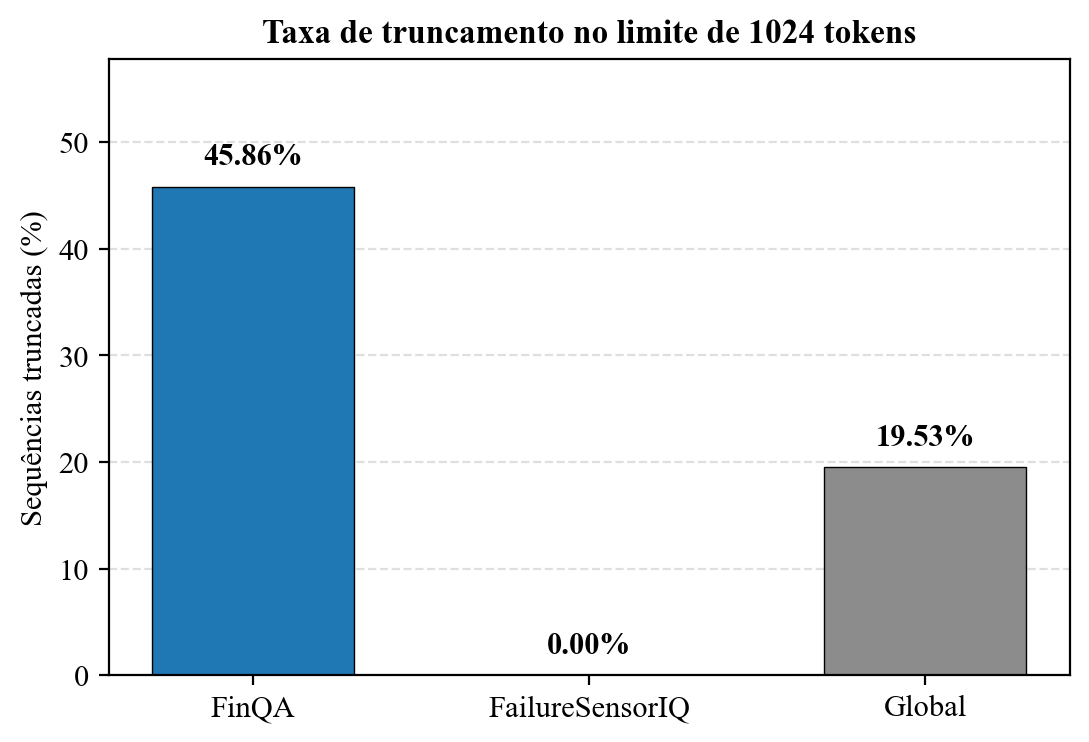 Taxa de truncamento no limite de 1024 tokens
Sequências truncadas (%)
50
40
30
20
10
0
45.86%
0.00%
19.53%
FinQA
FailureSensorIQ
Global